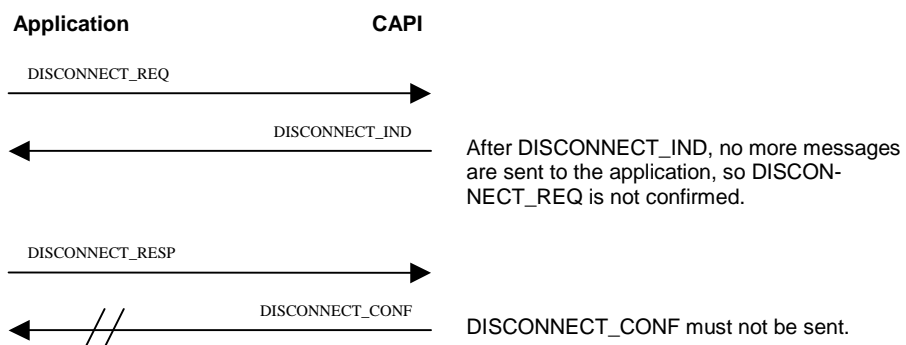 Application CAPI
DISCONNECT_REQ
DISCONNECT_IND
After DISCONNECT_IND, no more messages
are sent to the application, so DISCON-
NECT_REQ is not confirmed.
DISCONNECT_RESP
DISCONNECT_CONF
DISCONNECT_CONF must not be sent.